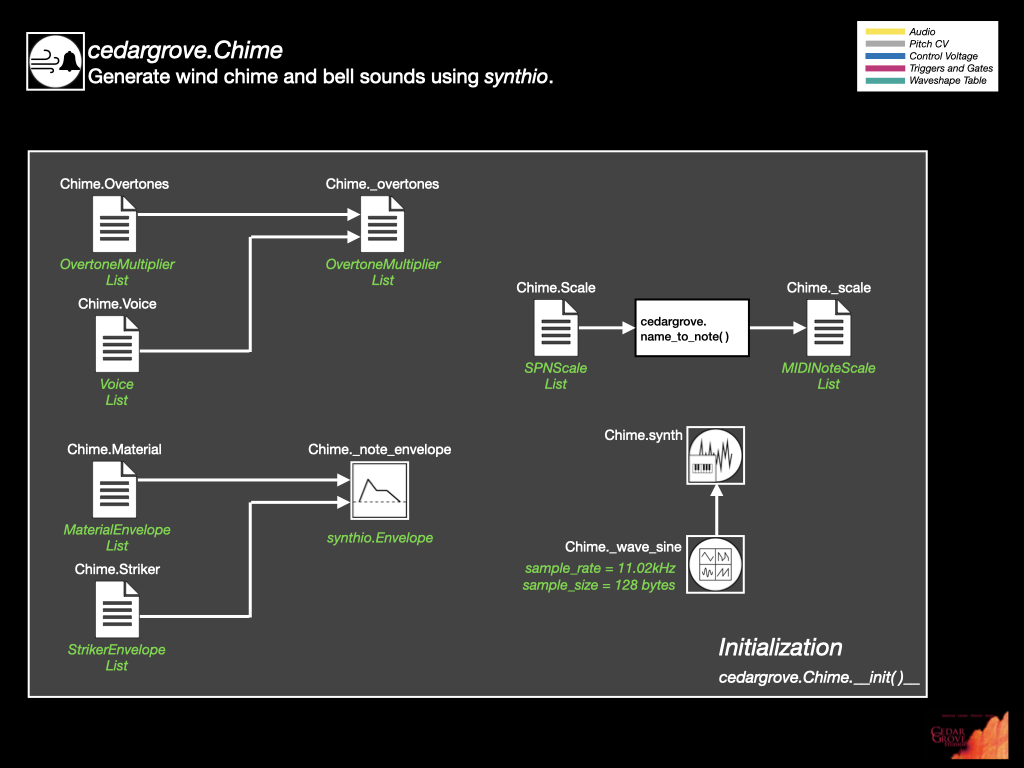 cedargrove.Chime
Generate wind chime and bell sounds using synthio.
Audio
Pitch CV
Control Voltage
Triggers and Gates
Waveshape Table
Chime.Overtones
OvertoneMultiplier
List
Chime._overtones
OvertoneMultiplier
List
Chime.Voice
Voice
List
Chime.Scale
SPNScale
List
cedargrove.
name_to_note( )
Chime._scale
MIDINoteScale
List
Chime.Material
MaterialEnvelope
List
Chime._note_envelope
synthio.Envelope
Chime.Striker
StrikerEnvelope
List
Chime.synth
Chime._wave_sine
sample_rate = 11.02kHz
sample_size = 128 bytes
Initialization
cedargrove.Chime.__init( )__
CEDAR
GROVE
STUDIOS